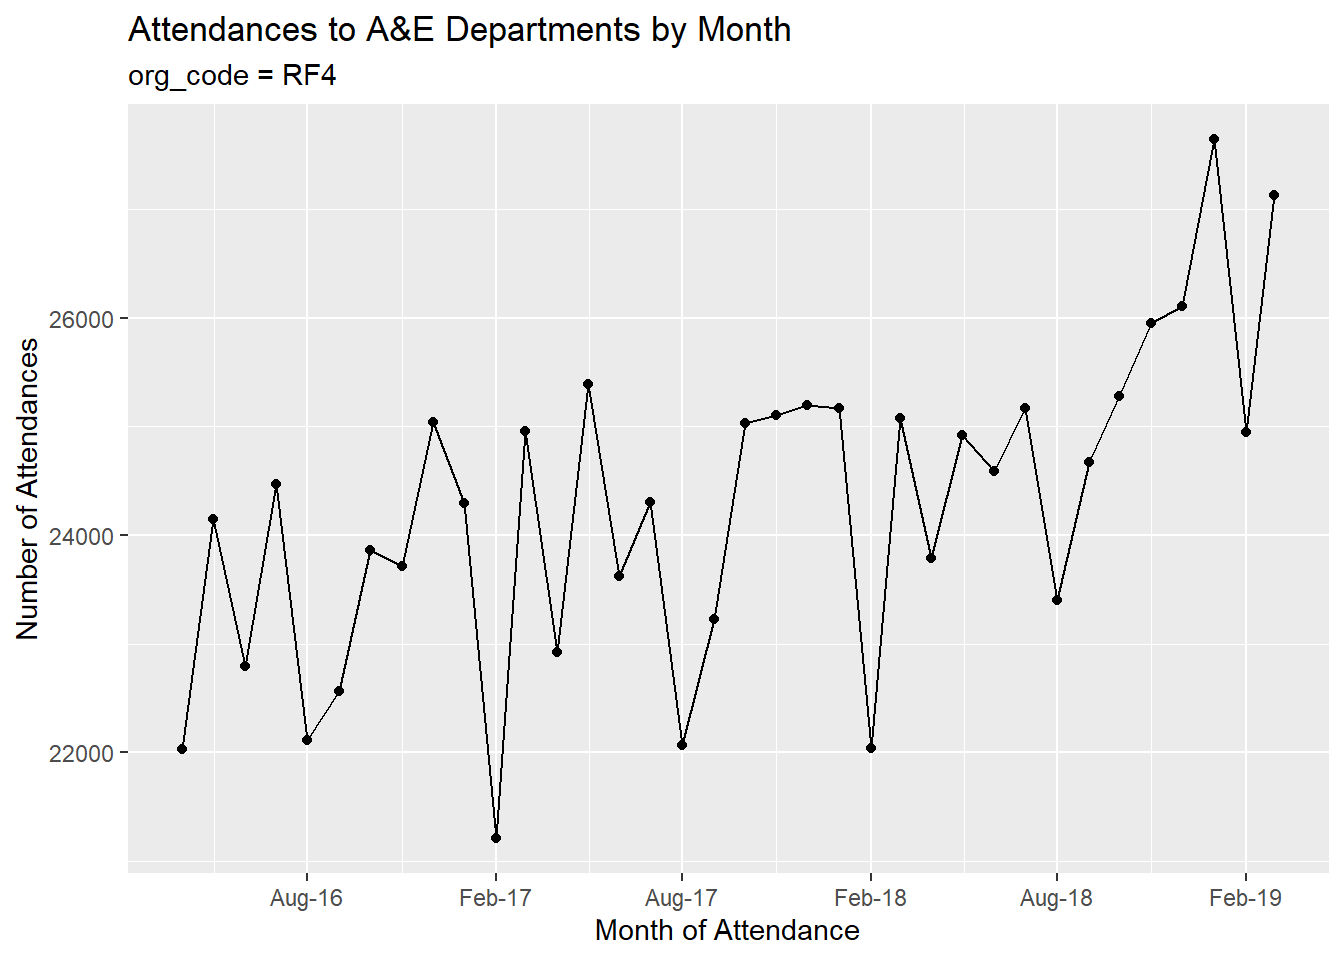 Attendances to A&E Departments by Month
org_code = RF4
Number of Attendances
26000
24000
22000
Aug-16 Feb-17 Aug-17 Feb-18 Aug-18 Feb-19
Month of Attendance